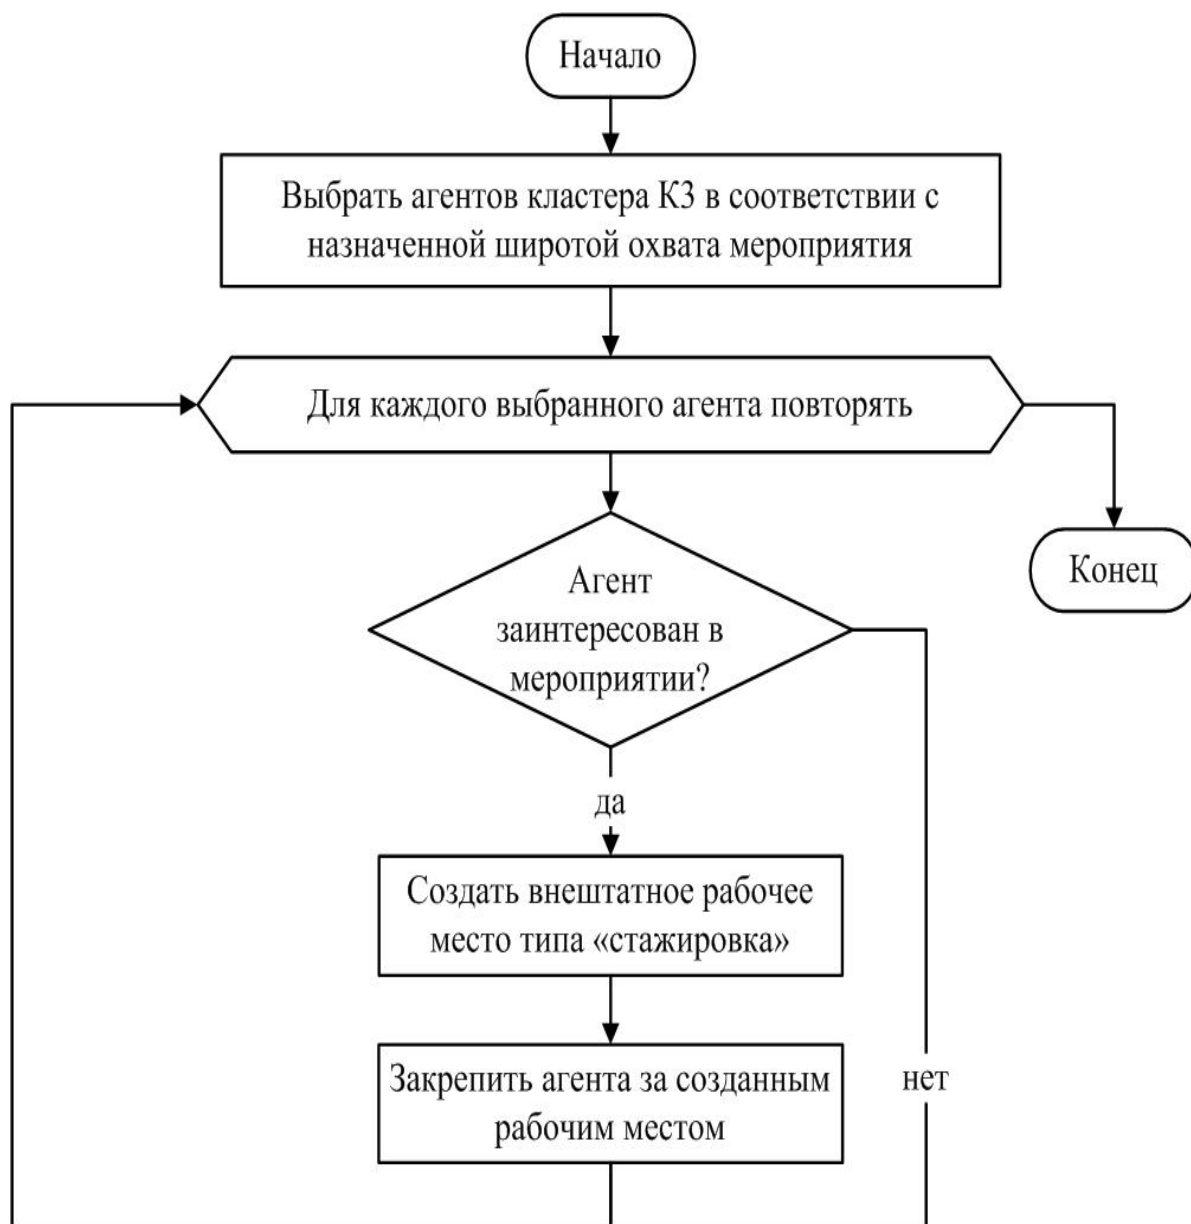 Начало
Выбрать агентов кластера К3 в соответствии с
назначенной широтой охвата мероприятия
Для каждого выбранного агента повторять
Конец
Агент
заинтересован в
мероприятии?
да
Создать внештатное рабочее
место типа «стажировка»
Закрепить агента за созданным
рабочим местом
нет